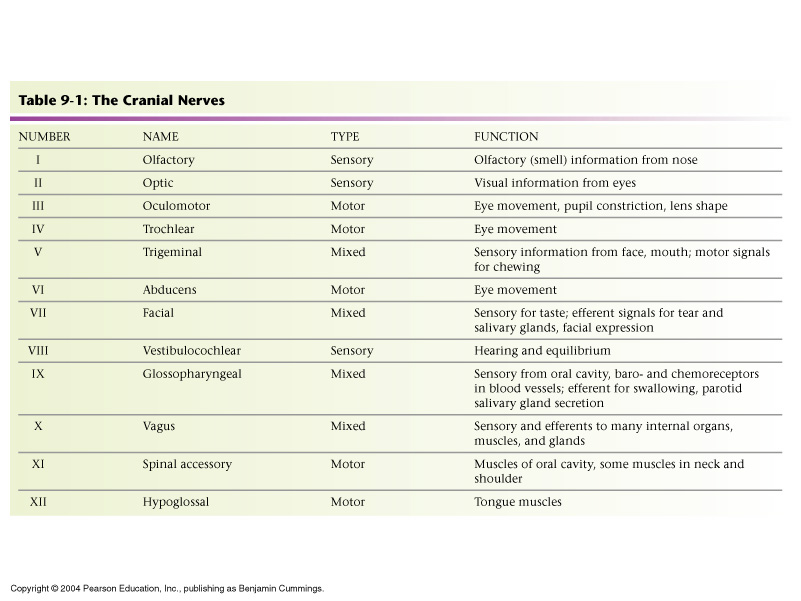 Table 9-1: The Cranial Nerves
NUMBER NAME TYPE FUNCTION
I Olfactory Sensory Olfactory (smell) information from nose
II Optic Sensory Visual information from eyes
III Oculomotor Motor Eye movement, pupil constriction, lens shape
IV Trochlear Motor Eye movement
V Trigeminal Mixed Sensory information from face, mouth; motor signals
for chewing
VI Abducens Motor Eye movement
VII Facial Mixed Sensory for taste; efferent signals for tear and
salivary glands, facial expression
VIII Vestibulocochlear Sensory Hearing and equilibrium
IX Glossopharyngeal Mixed Sensory from oral cavity, baro- and chemoreceptors
in blood vessels; efferent for swallowing, parotid
salivary gland secretion
X Vagus Mixed Sensory and efferents to many internal organs,
muscles, and glands
XI Spinal accessory Motor Muscles of oral cavity, some muscles in neck and
shoulder
XII Hypoglossal Motor Tongue muscles
Copyright © 2004 Pearson Education, Inc., publishing as Benjamin Cummings.